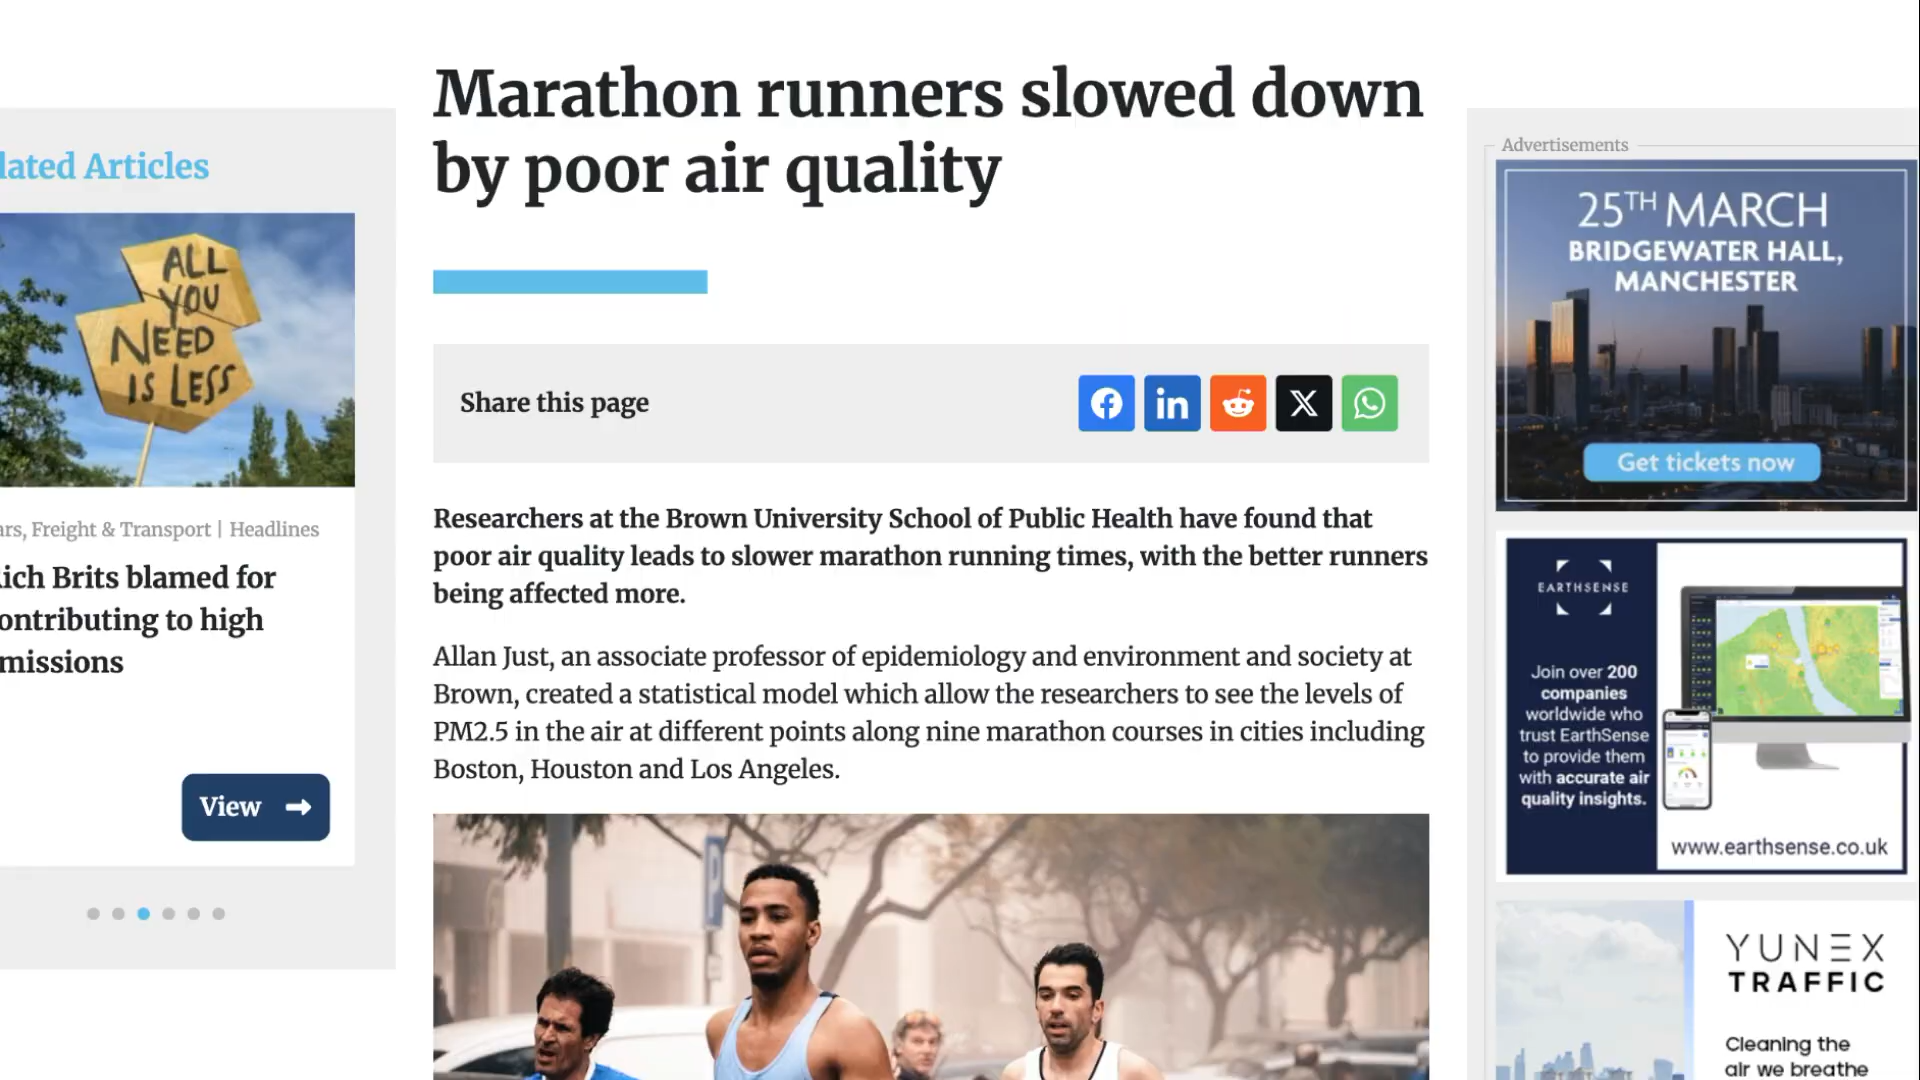 Marathon runners slowed down
by poor air quality
lated Articles
ALL
YOU
NEED
IS LESS
ars, Freight & Transport | Headlines
ich Brits blamed for
ontributing to high
missions
View
Share this page
Researchers at the Brown University School of Public Health have found that
poor air quality leads to slower marathon running times, with the better runners
being affected more.
Allan Just, an associate professor of epidemiology and environment and society at
Brown, created a statistical model which allow the researchers to see the levels of
PM2.5 in the air at different points along nine marathon courses in cities including
Boston, Houston and Los Angeles.
P
Advertisements
25TH MARCH
BRIDGEWATER HALL,
MANCHESTER
Get tickets now
EARTHSENSE
Join over 200
companies
worldwide who
trust EarthSense
to provide them
with accurate air
quality insights.
www.earthsense.co.uk
YUNEX
TRAFFIC
Cleaning the
air we breathe